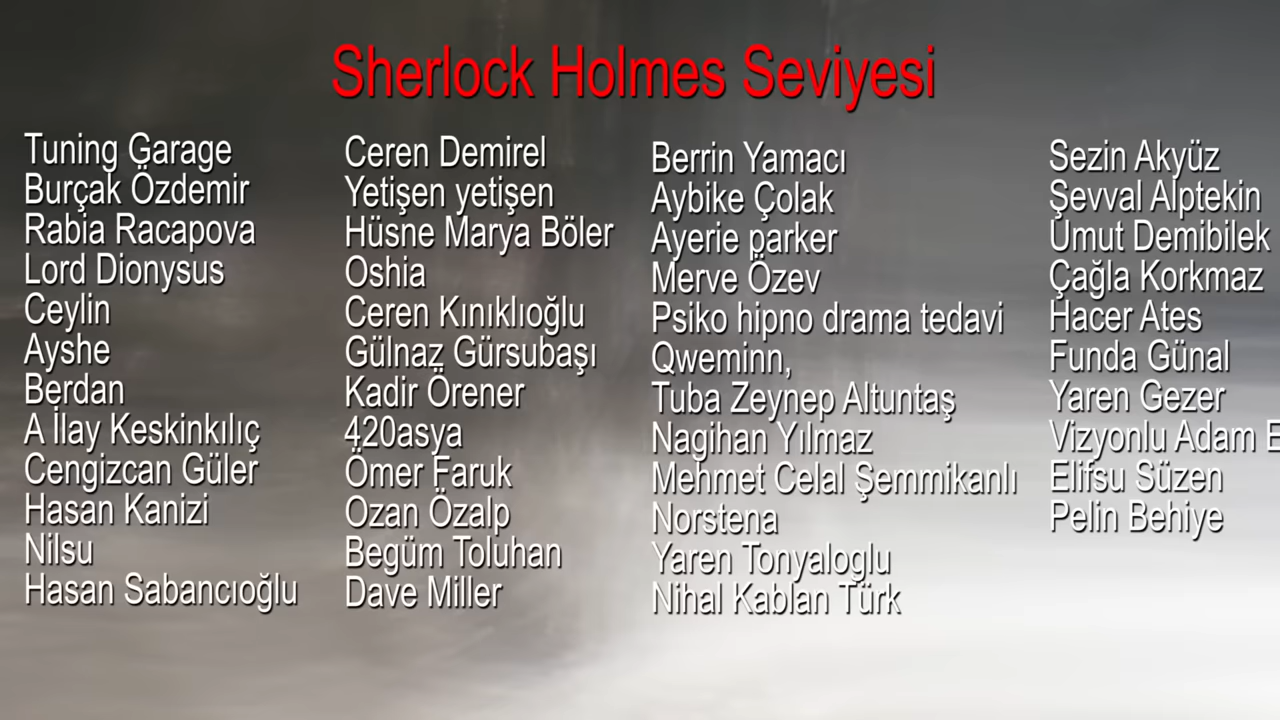 Sherlock Holmes Seviyesi
Tuning Garage
Burçak Özdemir
Rabia Racapova
Lord Dionysus
Ceylin
Ayshe
Berdan
A İlay Keskinkılıç
Cengizcan Güler
Hasan Kanizi
Nilsu
Hasan Sabancıoğlu
Ceren Demirel
Yetişen yetişen
Hüsne Marya Böler
Oshia
Ceren Kınıklıoğlu
Gülnaz Gürsubaşı
Kadir Örener
420asya
Ömer Faruk
Ozan Özalp
Begüm Toluhan
Dave Miller
Berrin Yamacı
Aybike Çolak
Ayerie parker
Merve Özev
Psiko hipno drama tedavi
Qweminn,
Tuba Zeynep Altuntaş
Nagihan Yılmaz
Mehmet Celal Şemmikanlı
Norstena
Yaren Tonyaloglu
Nihal Kablan Türk
Sezin Akyüz
Şevval Alptekin
Umut Demibilek
Çağla Korkmaz
Hacer Ates
Funda Günal
Yaren Gezer
Vizyonlu Adam
Elifsu Süzen
Pelin Behiye